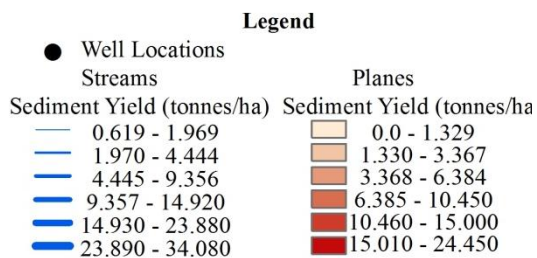 Legend
Well Locations
Streams Planes
Sediment Yield (tonnes/ha) Sediment Yield (tonnes/ha)
0.619 - 1.969 0.0 - 1.329
1.970 - 4.444 1.330 - 3.367
4.445 - 9.356 3.368 - 6.384
9.357 - 14.920 6.385 - 10.450
14.930 - 23.880 10.460 - 15.000
23.890 - 34.080 15.010 - 24.450